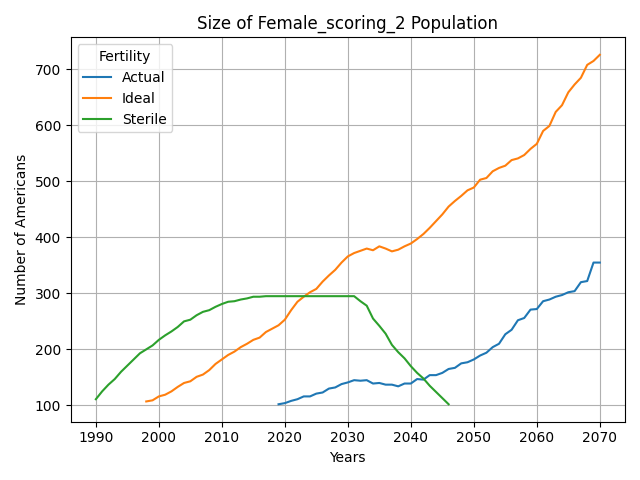 Size of Female_scoring_2 Population
Fertility
Actual
Ideal
Sterile
Number of Americans
700
600
500
400
300
200
100
1990 2000 2010 2020 2030 2040 2050 2060 2070
Years